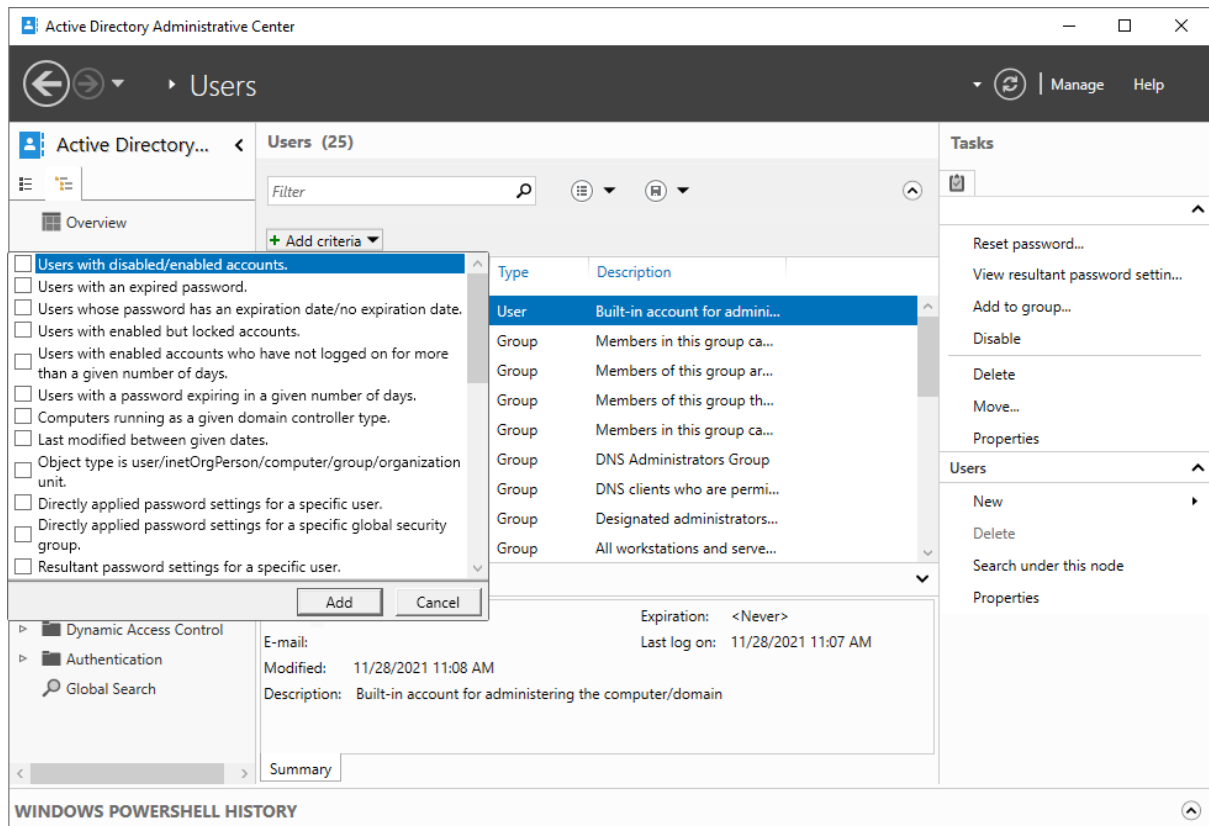 Active Directory Administrative Center
Users
Manage
Help
Active Directory...
Overview
Users (25)
Filter
Add criteria
Users with disabled/enabled accounts.
Users with an expired password.
Users whose password has an expiration date/no expiration date.
Users with enabled but locked accounts.
Users with enabled accounts who have not logged on for more
than a given number of days.
Users with a password expiring in a given number of days.
Computers running as a given domain controller type.
Last modified between given dates.
Object type is user/inetOrgPerson/computer/group/organization
unit.
Directly applied password settings for a specific user.
Directly applied password settings for a specific global security
group.
Resultant password settings for a specific user.
Add
Cancel
Type Description
User Built-in account for admini...
Group Members in this group ca...
Group Members of this group ar...
Group Members of this group th...
Group Members in this group ca...
Group DNS Administrators Group
Group DNS clients who are permi...
Group Designated administrators...
Group All workstations and serve...
Dynamic Access Control
Authentication
Global Search
Expiration: <Never>
E-mail:
Last log on: 11/28/2021 11:07 AM
Modified: 11/28/2021 11:08 AM
Description: Built-in account for administering the computer/domain
Summary
Tasks
Reset password...
View resultant password settin...
Add to group...
Disable
Delete
Move...
Properties
Users
New
Delete
Search under this node
Properties
WINDOWS POWERSHELL HISTORY